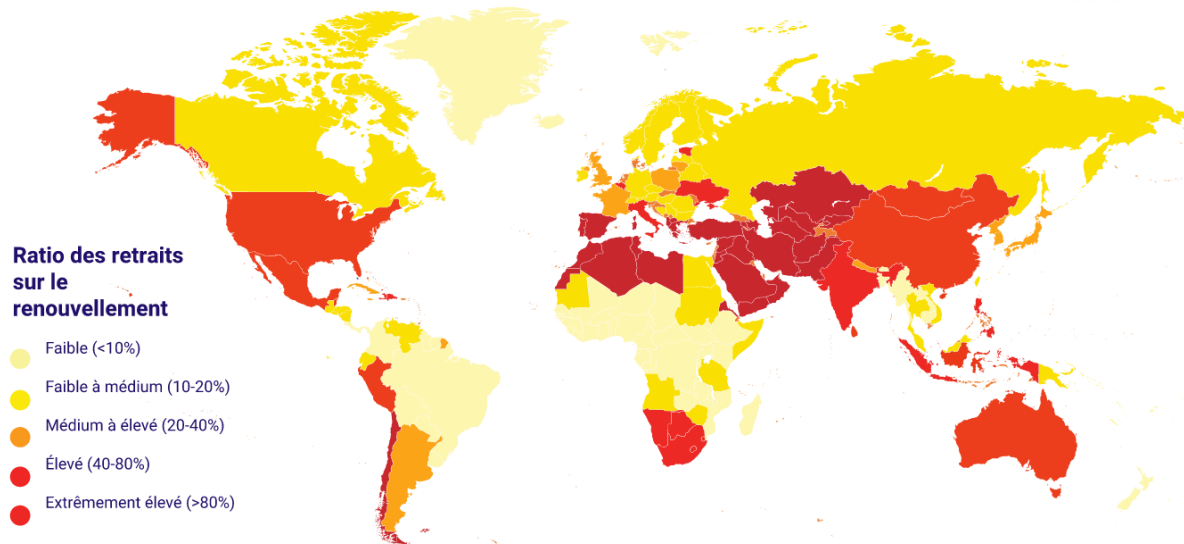 Ratio des retraits
sur le
renouvellement
Faible (<10%)
Faible à médium (10-20%)
Médium à élevé (20-40%)
Élevé (40-80%)
Extrêmement élevé (>80%)